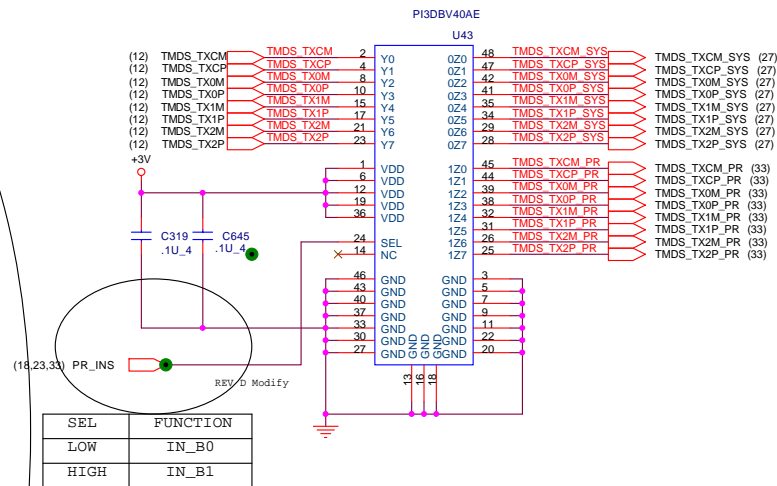 PI3DBV40AE
U43
(12) TMDS_TXCM TMDS_TXCM 2 Y0 0Z0 48 TMDS_TXCM_SYS TMDS_TXCM_SYS (27)
(12) TMDS_TXCP TMDS_TXCP 4 Y1 0Z1 47 TMDS_TXCP_SYS TMDS_TXCP_SYS (27)
(12) TMDS_TX0M TMDS_TX0M 8 Y2 0Z2 42 TMDS_TX0M_SYS TMDS_TX0M_SYS (27)
(12) TMDS_TX0P TMDS_TX0P 10 Y3 0Z3 41 TMDS_TX0P_SYS TMDS_TX0P_SYS (27)
(12) TMDS_TX1M TMDS_TX1M 15 Y4 0Z4 35 TMDS_TX1M_SYS TMDS_TX1M_SYS (27)
(12) TMDS_TX1P TMDS_TX1P 17 Y5 0Z5 34 TMDS_TX1P_SYS TMDS_TX1P_SYS (27)
(12) TMDS_TX2M TMDS_TX2M 21 Y6 0Z6 29 TMDS_TX2M_SYS TMDS_TX2M_SYS (27)
(12) TMDS_TX2P TMDS_TX2P 23 Y7 0Z7 28 TMDS_TX2P_SYS TMDS_TX2P_SYS (27)
+3V
1 VDD 1Z0 45 TMDS_TXCM_PR TMDS_TXCM_PR (33)
6 VDD 1Z1 44 TMDS_TXCP_PR TMDS_TXCP_PR (33)
12 VDD 1Z2 39 TMDS_TX0M_PR TMDS_TX0M_PR (33)
19 VDD 1Z3 38 TMDS_TX0P_PR TMDS_TX0P_PR (33)
36 VDD 1Z4 32 TMDS_TX1M_PR TMDS_TX1M_PR (33)
1Z5 31 TMDS_TX1P_PR TMDS_TX1P_PR (33)
C319 C645 24 SEL 1Z6 26 TMDS_TX2M_PR TMDS_TX2M_PR (33)
.1U_4 .1U_4 14 NC 1Z7 25 TMDS_TX2P_PR TMDS_TX2P_PR (33)
46 GND GND 3
43 GND GND 5
40 GND GND 7
37 GND GND 9
33 GND GND 11
30 GND GND 22
27 GND GND 20
GND GND GND
13 16 18
(18,23,33) PR_INS
REV D Modify
SEL FUNCTION
LOW IN_B0
HIGH IN_B1